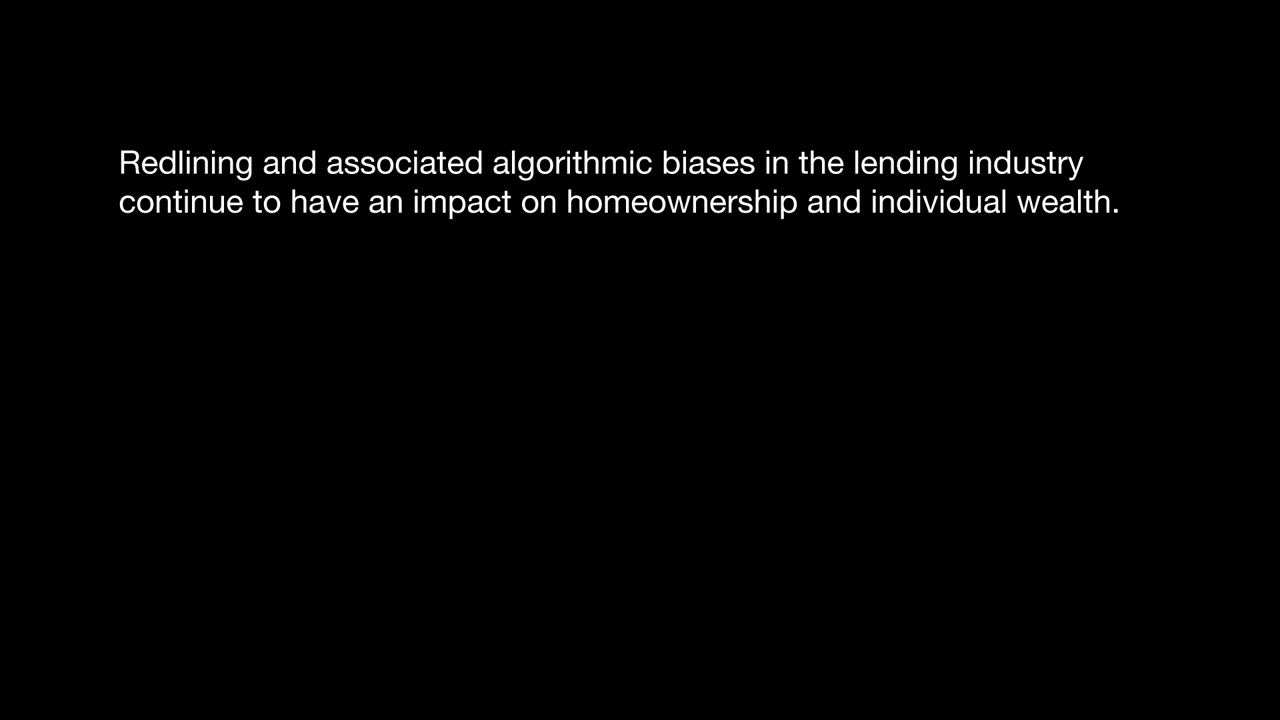 Redlining and associated algorithmic biases in the lending industry
continue to have an impact on homeownership and individual wealth.